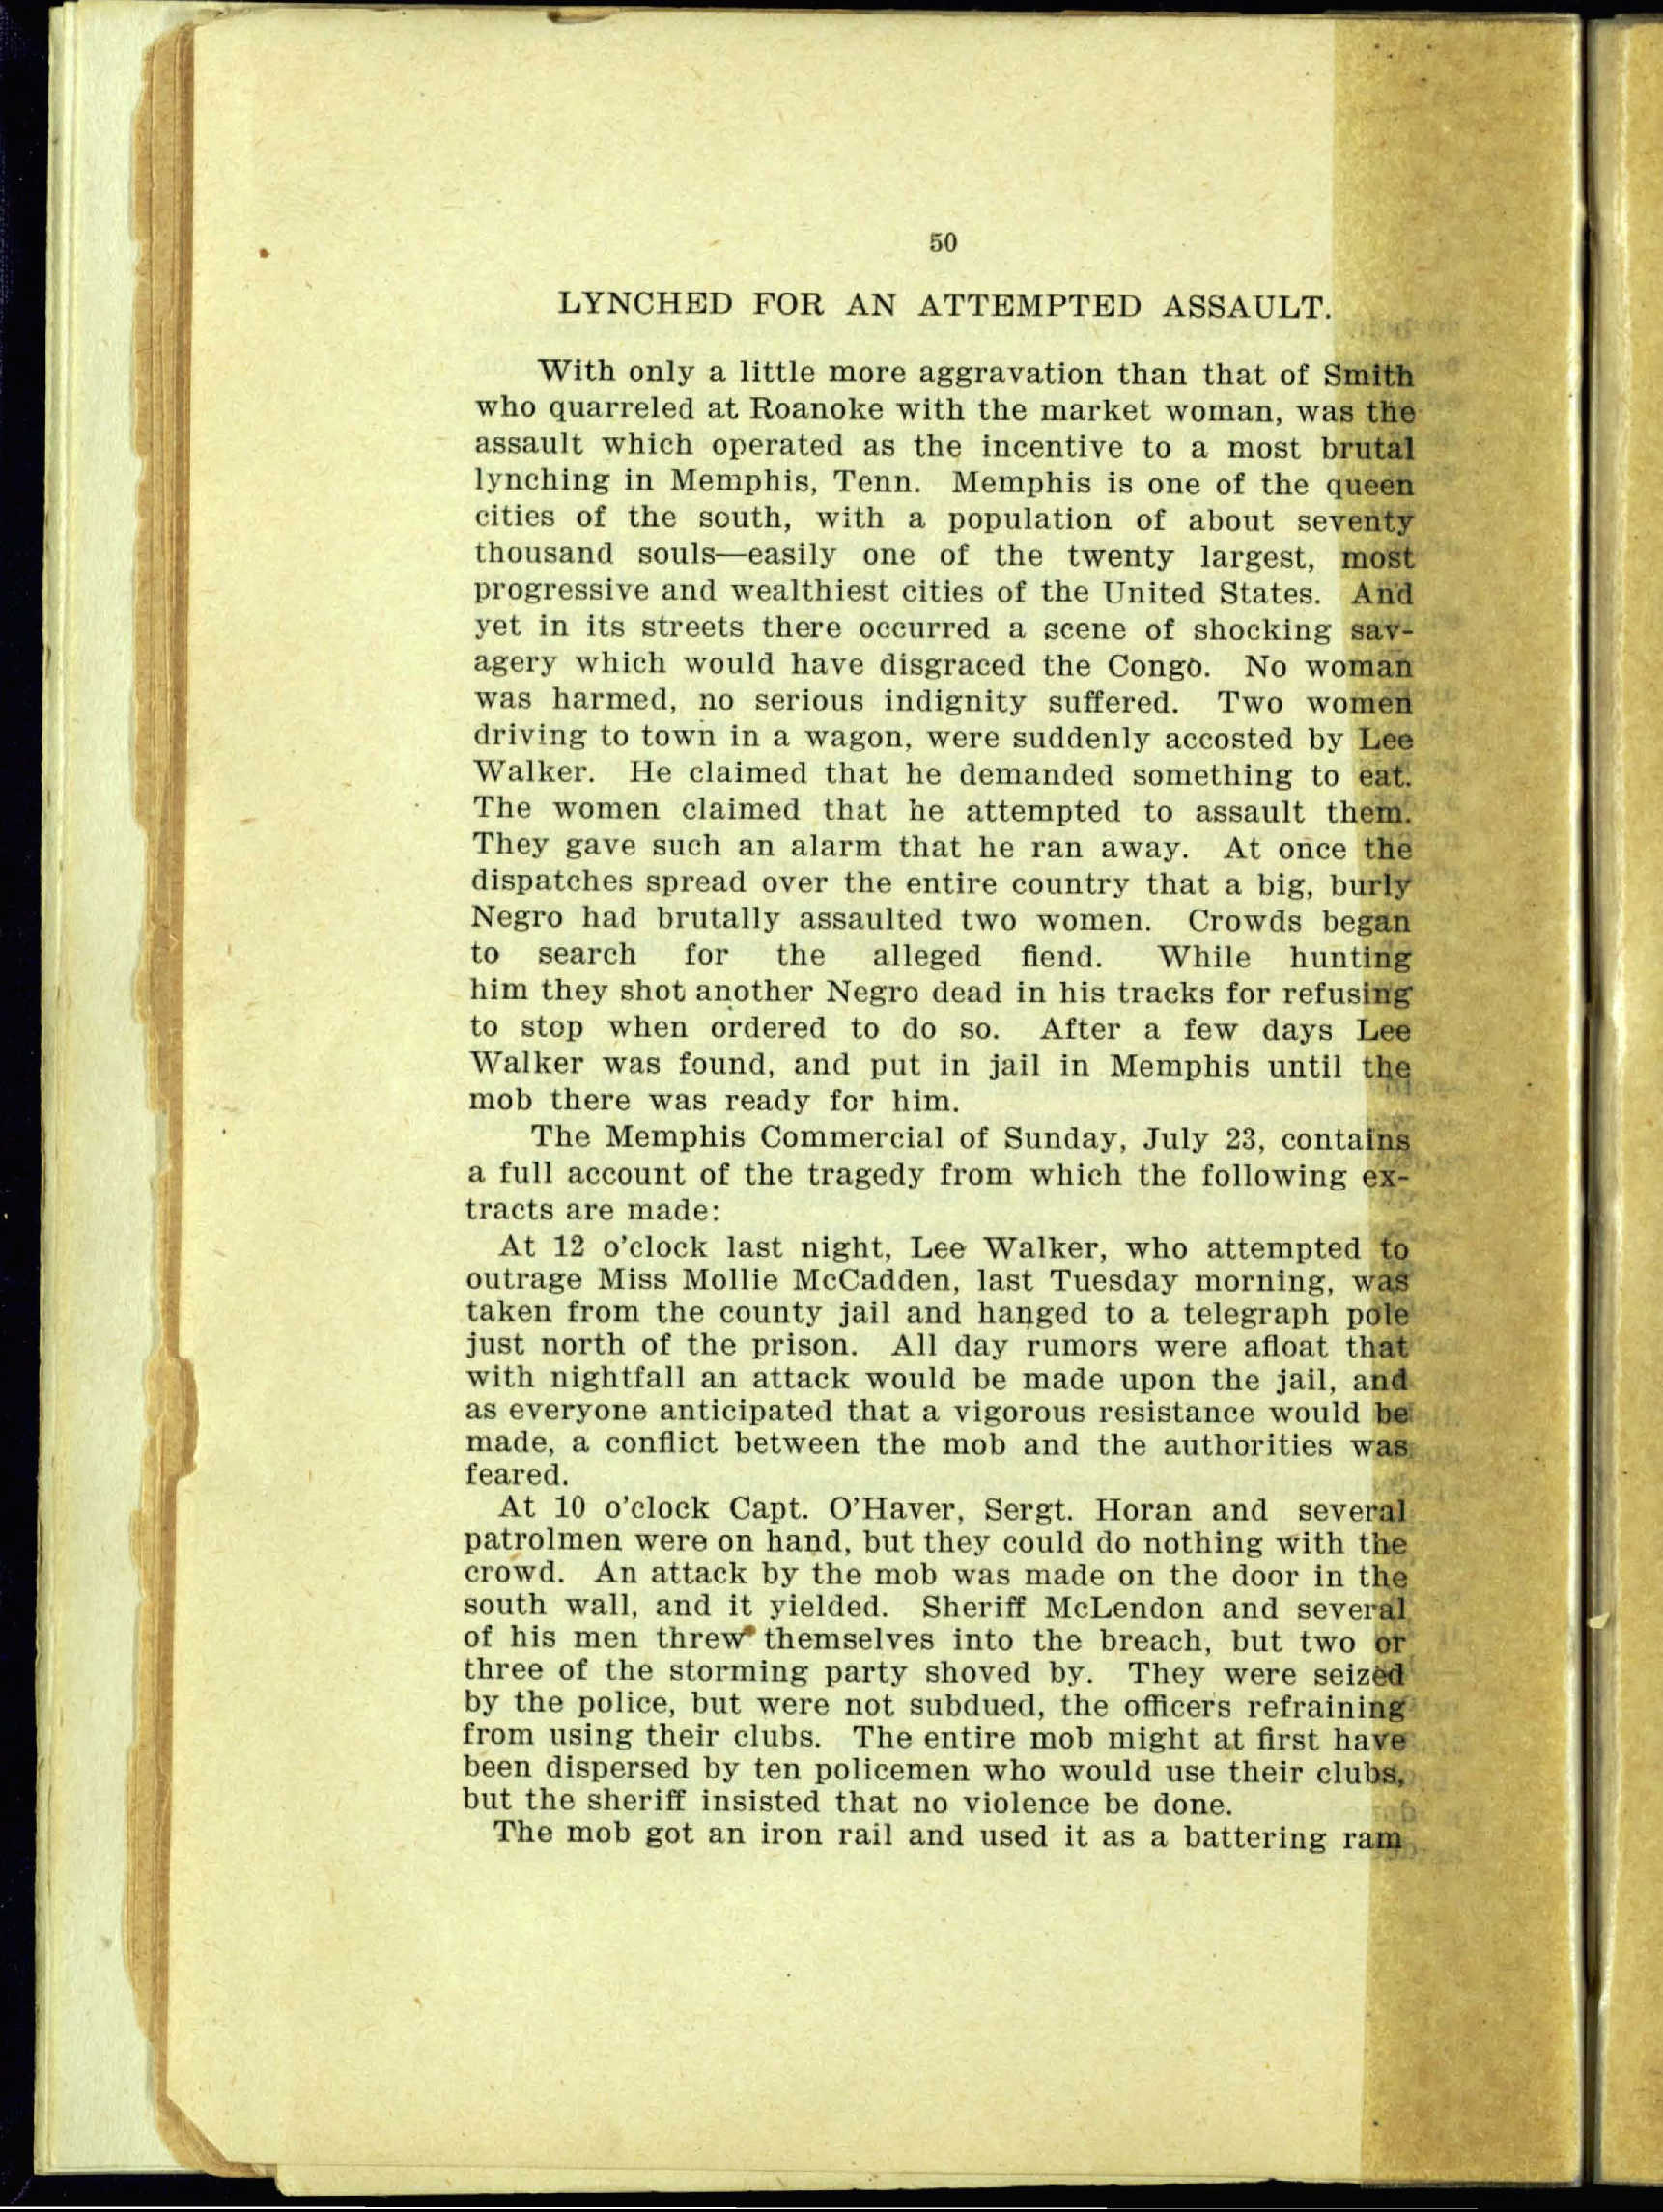 50
LYNCHED FOR AN ATTEMPTED ASSAULT.
With only a little more aggravation than that of Smith
who quarreled at Roanoke with the market woman, was the
assault which operated as the incentive to a most brutal
lynching in Memphis, Tenn. Memphis is one of the queen
cities of the south, with a population of about seventy
thousand souls—easily one of the twenty largest, most
progressive and wealthiest cities of the United States. And
yet in its streets there occurred a scene of shocking sav-
agery which would have disgraced the Congo. No woman
was harmed, no serious indignity suffered. Two women
driving to town in a wagon, were suddenly accosted by Lee
Walker. He claimed that he demanded something to eat.
The women claimed that he attempted to assault them.
They gave such an alarm that he ran away. At once the
dispatches spread over the entire country that a big, burly
Negro had brutally assaulted two women. Crowds began
to search for the alleged fiend. While hunting
him they shot another Negro dead in his tracks for refusing
to stop when ordered to do so. After a few days Lee
Walker was found, and put in jail in Memphis until the
mob there was ready for him.
The Memphis Commercial of Sunday, July 23, contains
a full account of the tragedy from which the following ex-
tracts are made:
At 12 o'clock last night, Lee Walker, who attempted to
outrage Miss Mollie McCadden, last Tuesday morning, was
taken from the county jail and hanged to a telegraph pole
just north of the prison. All day rumors were afloat that
with nightfall an attack would be made upon the jail, and
as everyone anticipated that a vigorous resistance would be
made, a conflict between the mob and the authorities was
feared.
At 10 o'clock Capt. O'Haver, Sergt. Horan and several
patrolmen were on hand, but they could do nothing with the
crowd. An attack by the mob was made on the door in the
south wall, and it yielded. Sheriff McLendon and several
of his men threw themselves into the breach, but two or
three of the storming party shoved by. They were seized
by the police, but were not subdued, the officers refraining
from using their clubs. The entire mob might at first have
been dispersed by ten policemen who would use their clubs,
but the sheriff insisted that no violence be done.
The mob got an iron rail and used it as a battering ram